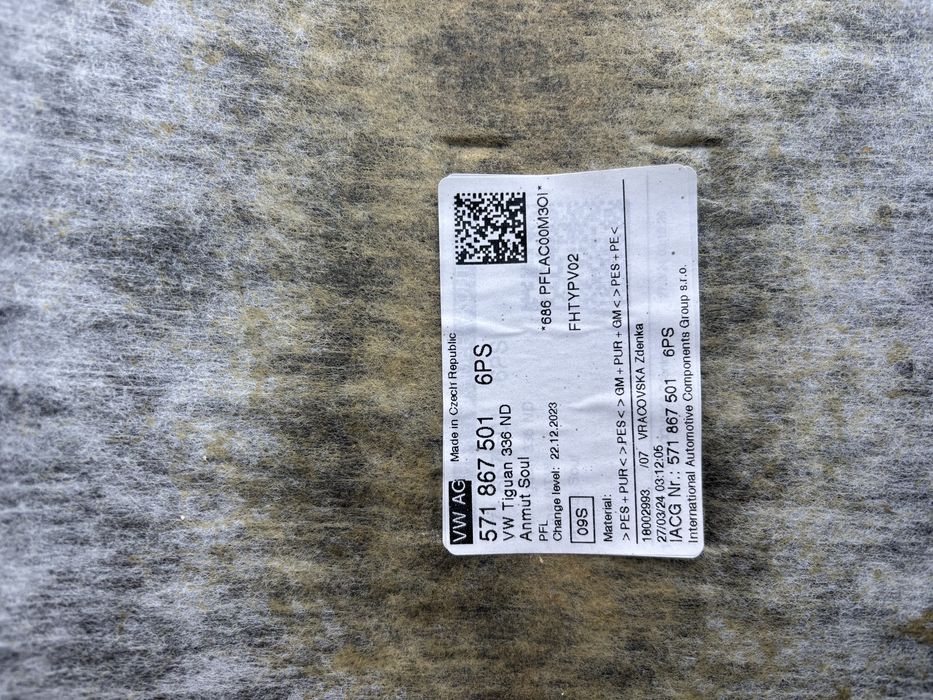 VW AG Made in Czech Republic
571 867 501 6PS
VW Tiguan 336 ND
Anmut Soul
PFL *686 PFLAC00M3OI*
Change level: 22.12.2023
FHTYPV02
09S
Material:
>PES+PUR<>PES<>GM+PUR+GM<>PES+PE<
18002993 /07 VRACOVSKA Zdenka
27/03/24 03:12:05
IACG Nr.: 571 867 501 6PS
International Automotive Components Group s.r.o.